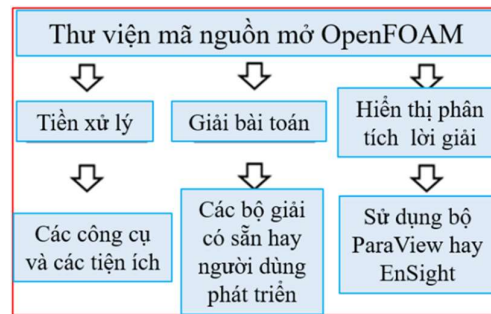 Thư viện mã nguồn mở OpenFOAM
Tiền xử lý
Giải bài toán
Hiển thị phân
tích lời giải
Các công cụ
và các tiện ích
Các bộ giải
có sẵn hay
người dùng
phát triển
Sử dụng bộ
ParaView hay
EnSight